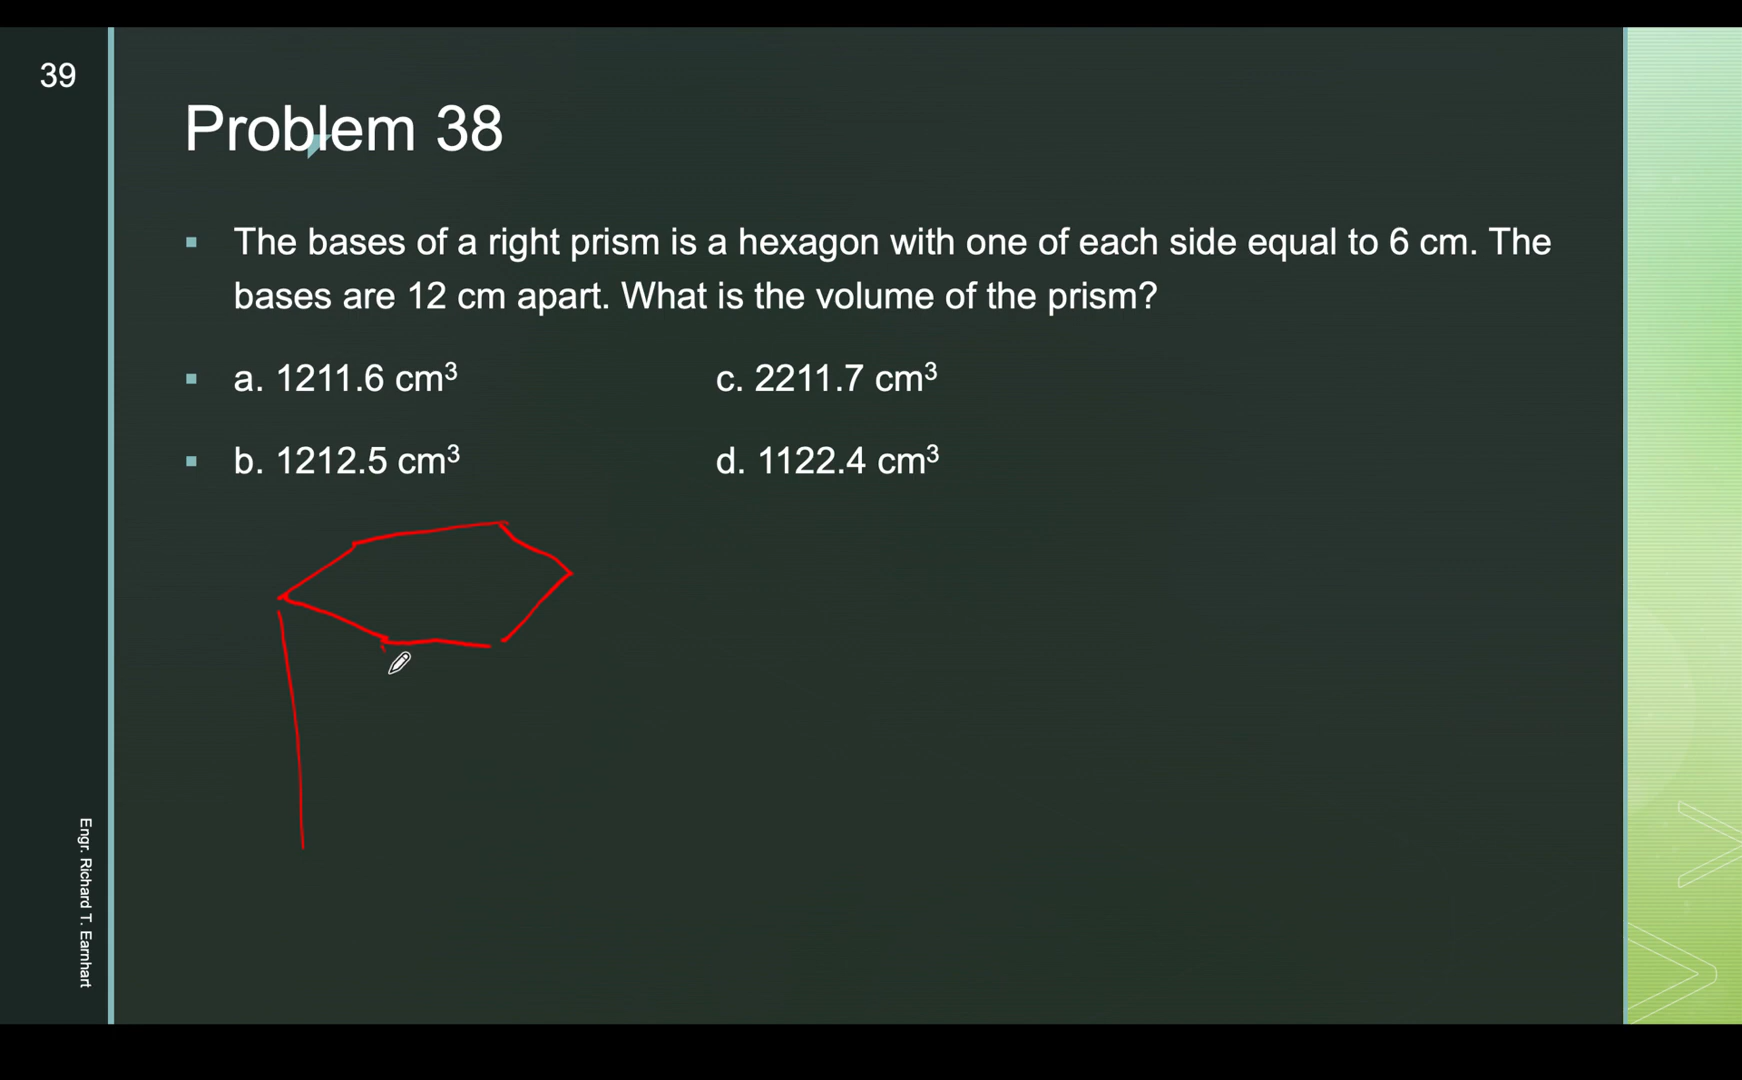 39
Problem 38
▪ The bases of a right prism is a hexagon with one of each side equal to 6 cm. The
bases are 12 cm apart. What is the volume of the prism?
▪ a. 1211.6 cm³ c. 2211.7 cm³
▪ b. 1212.5 cm³ d. 1122.4 cm³
Engr. Richard T. Earnhart